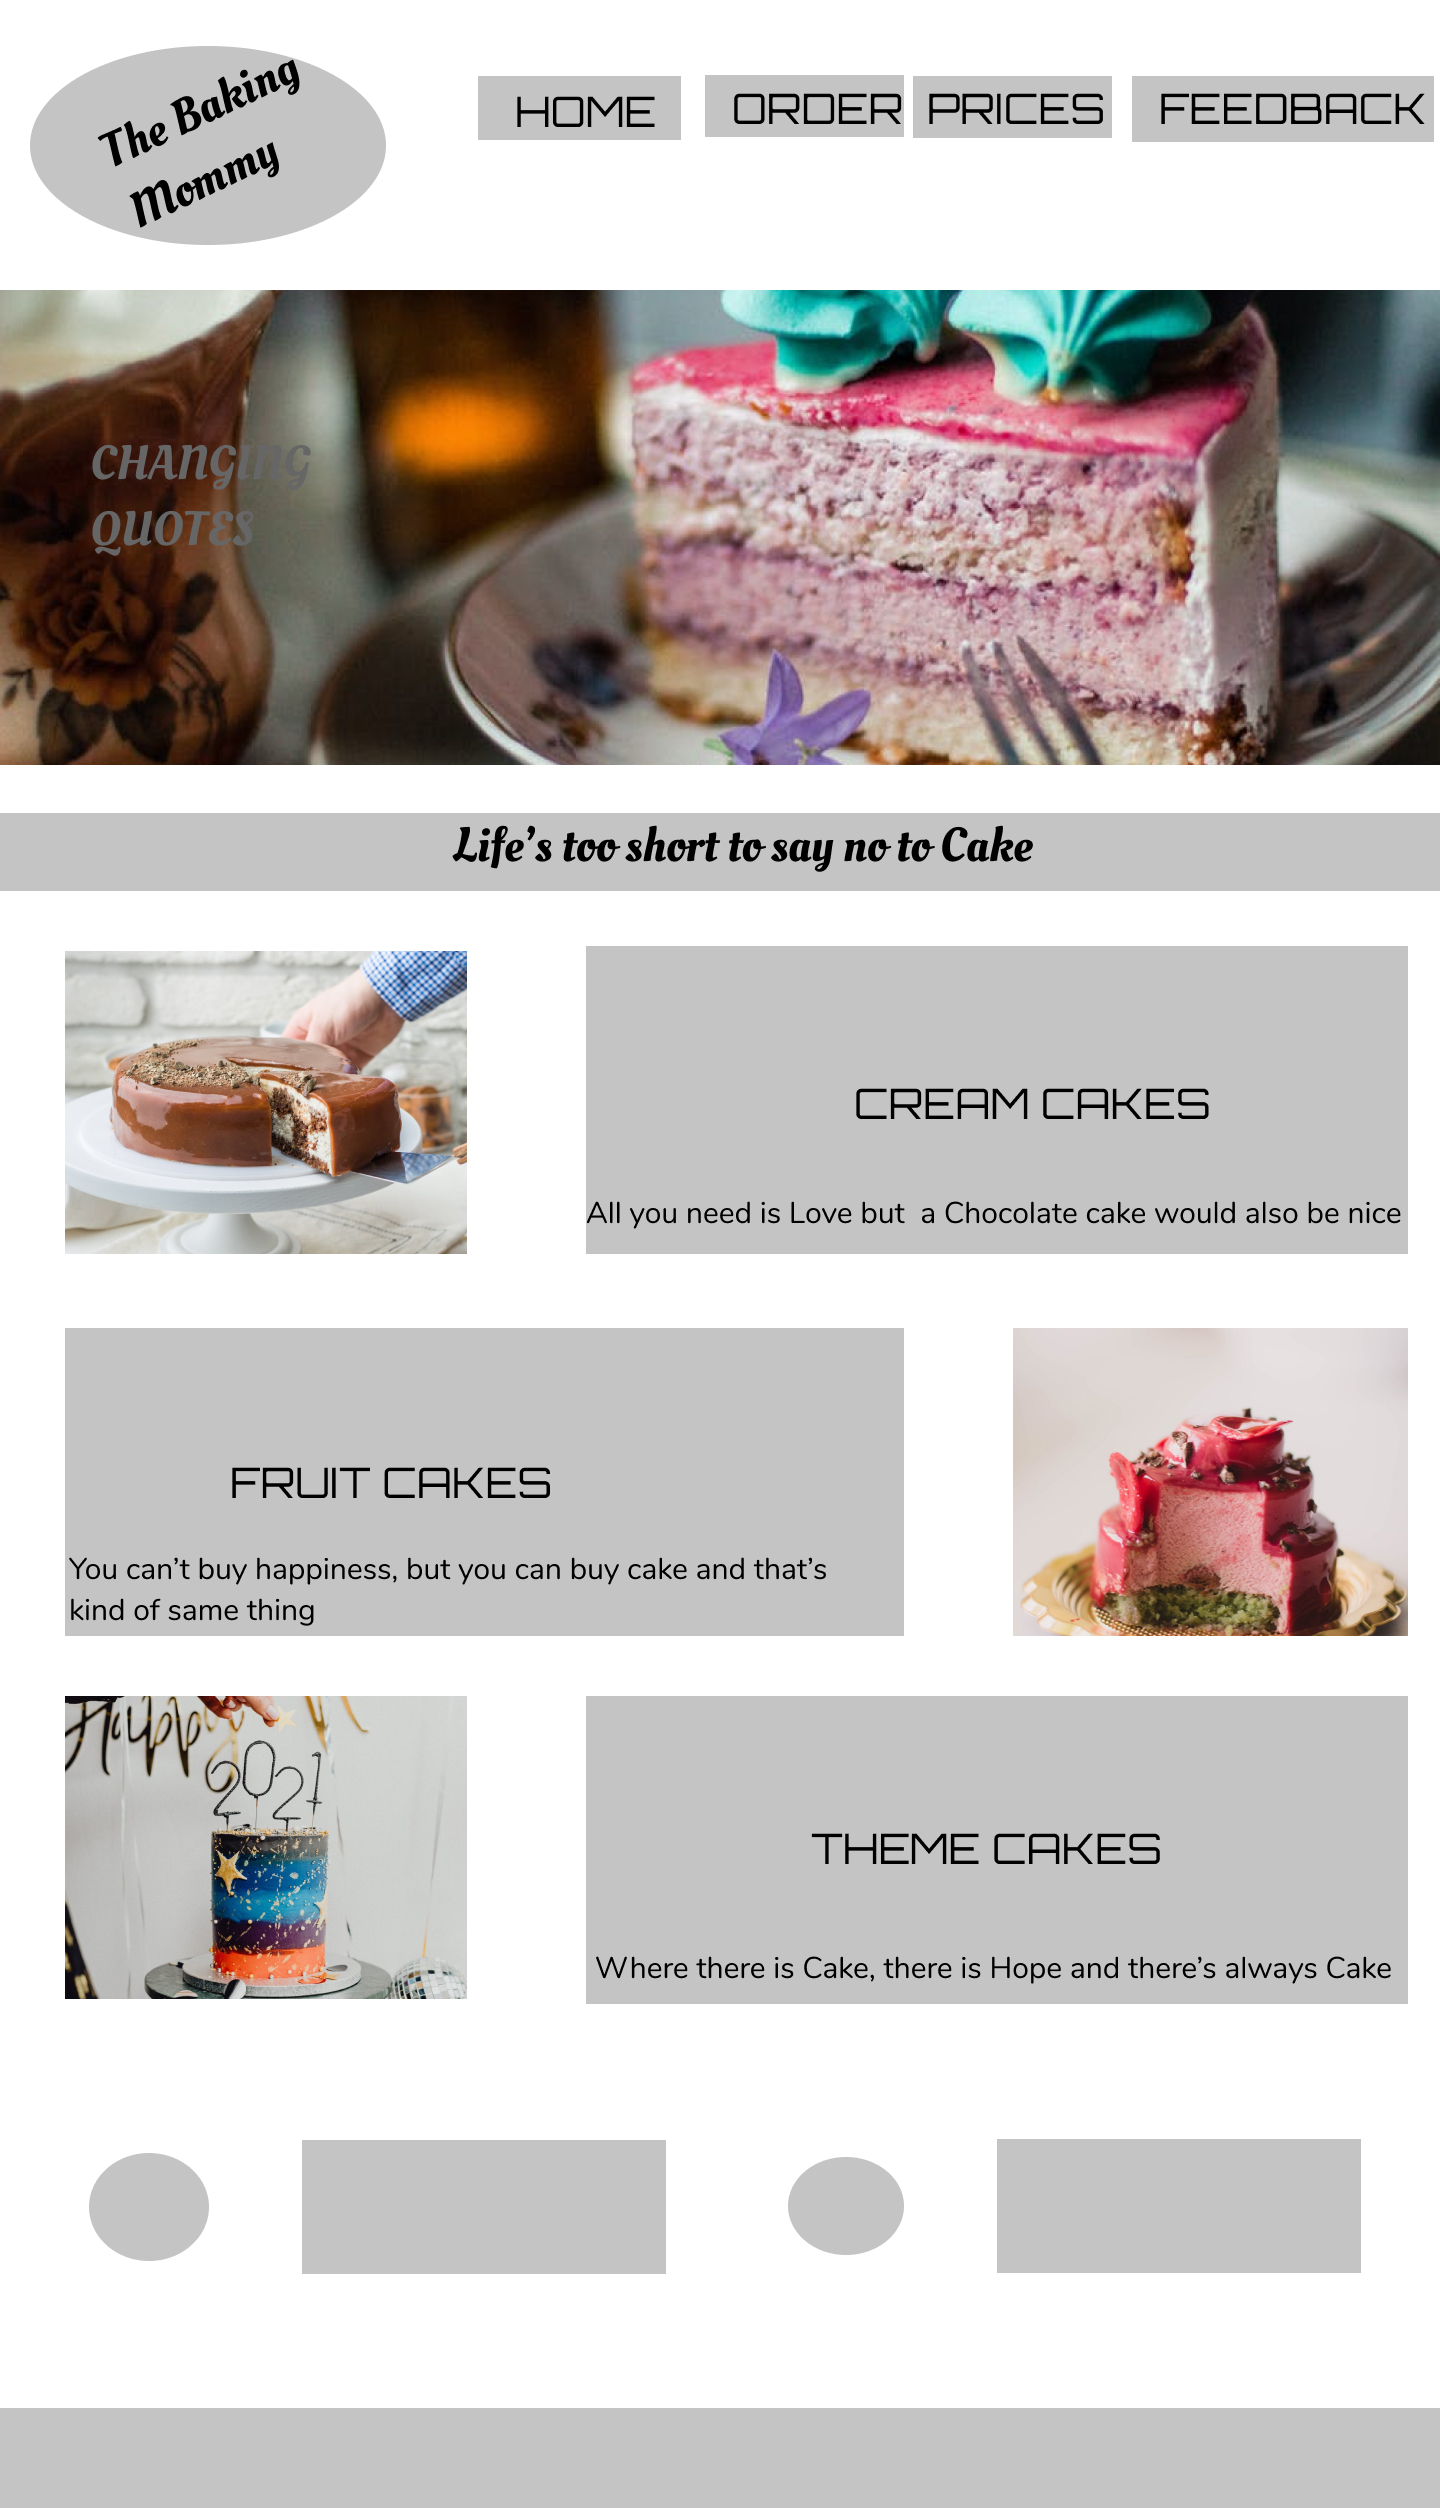 The Baking
Mommy
HOME
ORDER
PRICES
FEEDBACK
CHANGING
QUOTES
Life's too short to say no to Cake
CREAM CAKES
All you need is Love but  a Chocolate cake would also be nice
FRUIT CAKES
You can't buy happiness, but you can buy cake and that's
kind of same thing
Happy
2021
THEME CAKES
Where there is Cake, there is Hope and there's always Cake